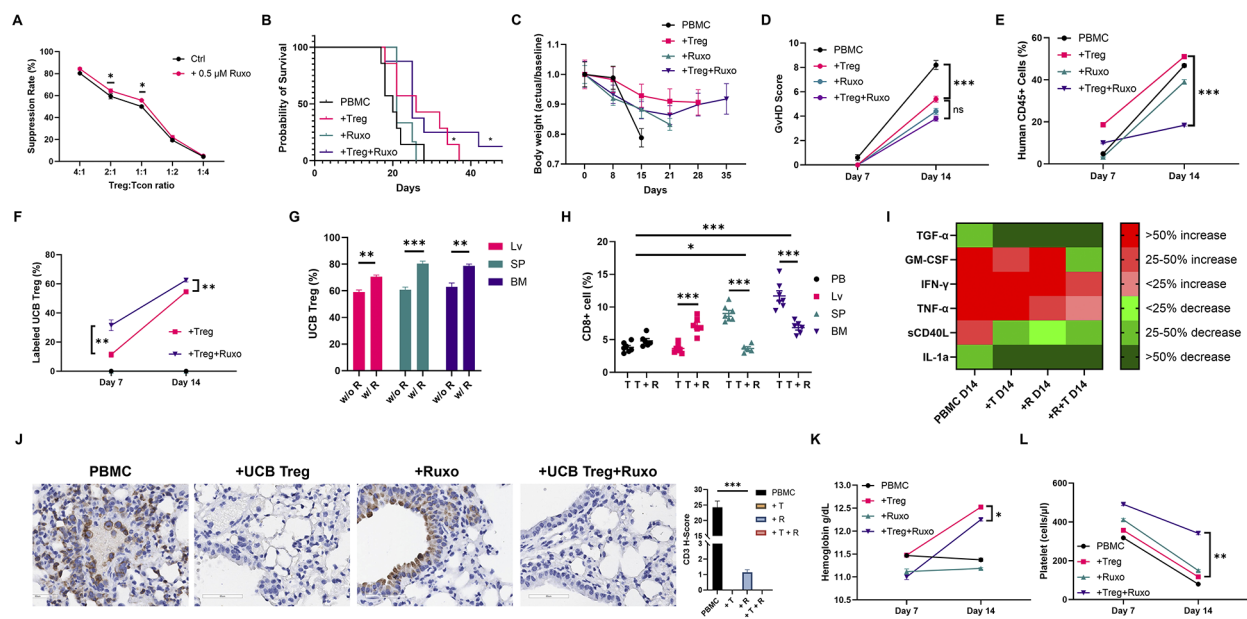 A
Suppression Rate (%)
100
80
60
40
20
0
4:1 2:1 1:1 1:2 1:4
Treg:Tcon ratio
* *
Ctrl
+ 0.5 μM Ruxo
B
Probability of Survival
100
50
0
0 20 40
Days
PBMC
+Treg
+Ruxo
+Treg+Ruxo
* *
C
Body weight (actual/baseline)
1.1
1.0
0.9
0.8
0.7
0 8 15 21 28 35
Days
PBMC
+Treg
+Ruxo
+Treg+Ruxo
D
GvHD Score
10
8
6
4
2
0
Day 7 Day 14
PBMC
+Treg
+Ruxo
+Treg+Ruxo
***
ns
E
Human CD45+ Cells (%)
60
40
20
0
Day 7 Day 14
PBMC
+Treg
+Ruxo
+Treg+Ruxo
***
F
Labeled UCB Treg (%)
80
60
40
20
0
Day 7 Day 14
**
**
+Treg
+Treg+Ruxo
G
UCB Treg (%)
100
80
60
40
20
0
** *** **
w/o R w/ R w/o R w/ R w/o R w/ R
Lv
SP
BM
H
CD8+ cell (%)
20
15
10
5
0
***
*
*** *** ***
T T + R T T + R T T + R T T + R
PB
Lv
SP
BM
I
TGF-α
GM-CSF
IFN-γ
TNF-α
sCD40L
IL-1a
PBMC D14 +T D14 +R D14 +R+T D14
>50% increase
25-50% increase
<25% increase
<25% decrease
25-50% decrease
>50% decrease
J
PBMC +UCB Treg +Ruxo +UCB Treg+Ruxo
CD3 H-Score
30
25
20
15
10
3
2
1
0
***
PBMC + T + R + T + R
PBMC
+ T
+ R
+ T + R
K
Hemoglobing g/dL
13.0
12.5
12.0
11.5
11.0
10.5
Day 7 Day 14
PBMC
+Treg
+Ruxo
+Treg+Ruxo
*
L
Platelet (cells/μl)
600
400
200
0
Day 7 Day 14
PBMC
+Treg
+Ruxo
+Treg+Ruxo
**